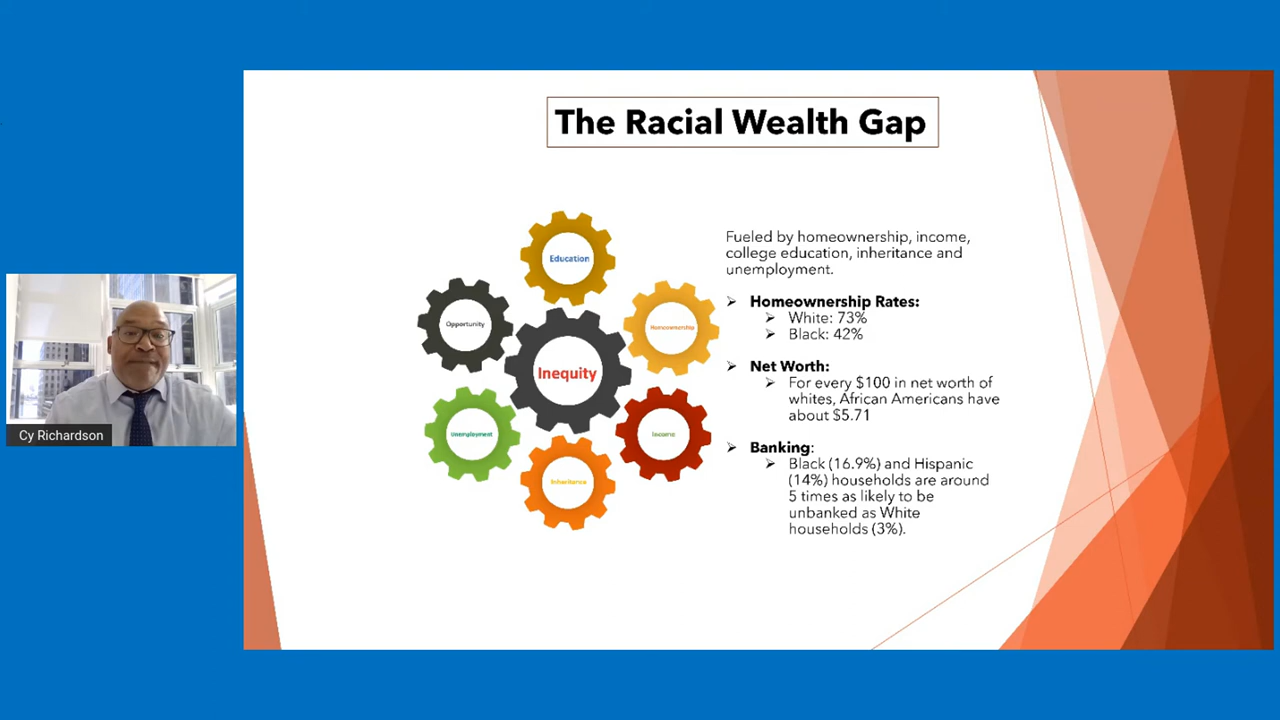 The Racial Wealth Gap
Education
Opportunity
Homeownership
Inequity
Unemployment
Income
Inheritance
Fueled by homeownership, income,
college education, inheritance and
unemployment.
Homeownership Rates:
White: 73%
Black: 42%
Net Worth:
For every $100 in net worth of
whites, African Americans have
about $5.71
Banking:
Black (16.9%) and Hispanic
(14%) households are around
5 times as likely to be
unbanked as White
households (3%).
Cy Richardson